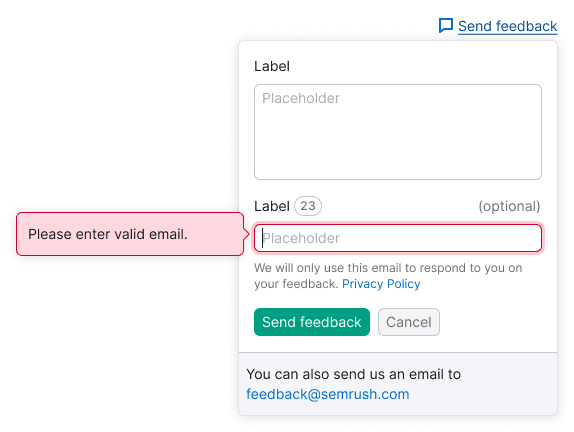 Send feedback
Label
Placeholder
Label 23 (optional)
Please enter valid email.
Placeholder
We will only use this email to respond to you on
your feedback. Privacy Policy
Send feedback Cancel
You can also send us an email to
feedback@semrush.com